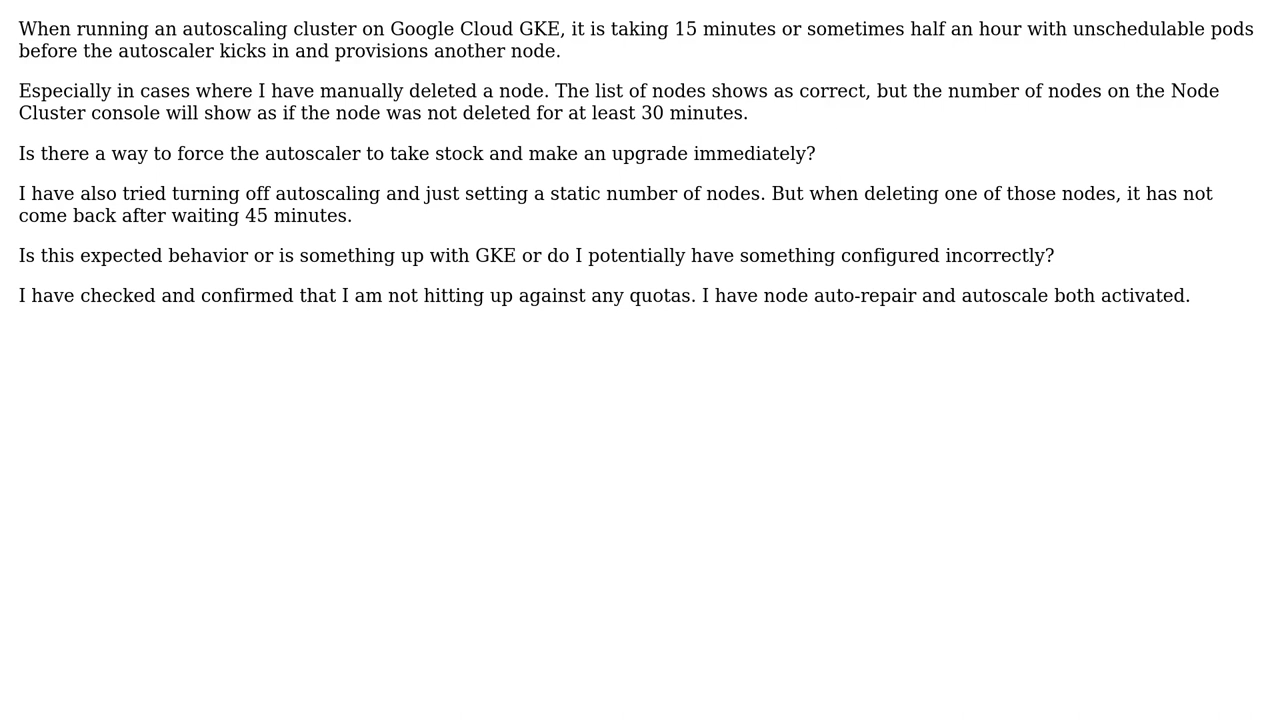 When running an autoscaling cluster on Google Cloud GKE, it is taking 15 minutes or sometimes half an hour with unschedulable pods
before the autoscaler kicks in and provisions another node.
Especially in cases where I have manually deleted a node. The list of nodes shows as correct, but the number of nodes on the Node
Cluster console will show as if the node was not deleted for at least 30 minutes.
Is there a way to force the autoscaler to take stock and make an upgrade immediately?
I have also tried turning off autoscaling and just setting a static number of nodes. But when deleting one of those nodes, it has not
come back after waiting 45 minutes.
Is this expected behavior or is something up with GKE or do I potentially have something configured incorrectly?
I have checked and confirmed that I am not hitting up against any quotas. I have node auto-repair and autoscale both activated.